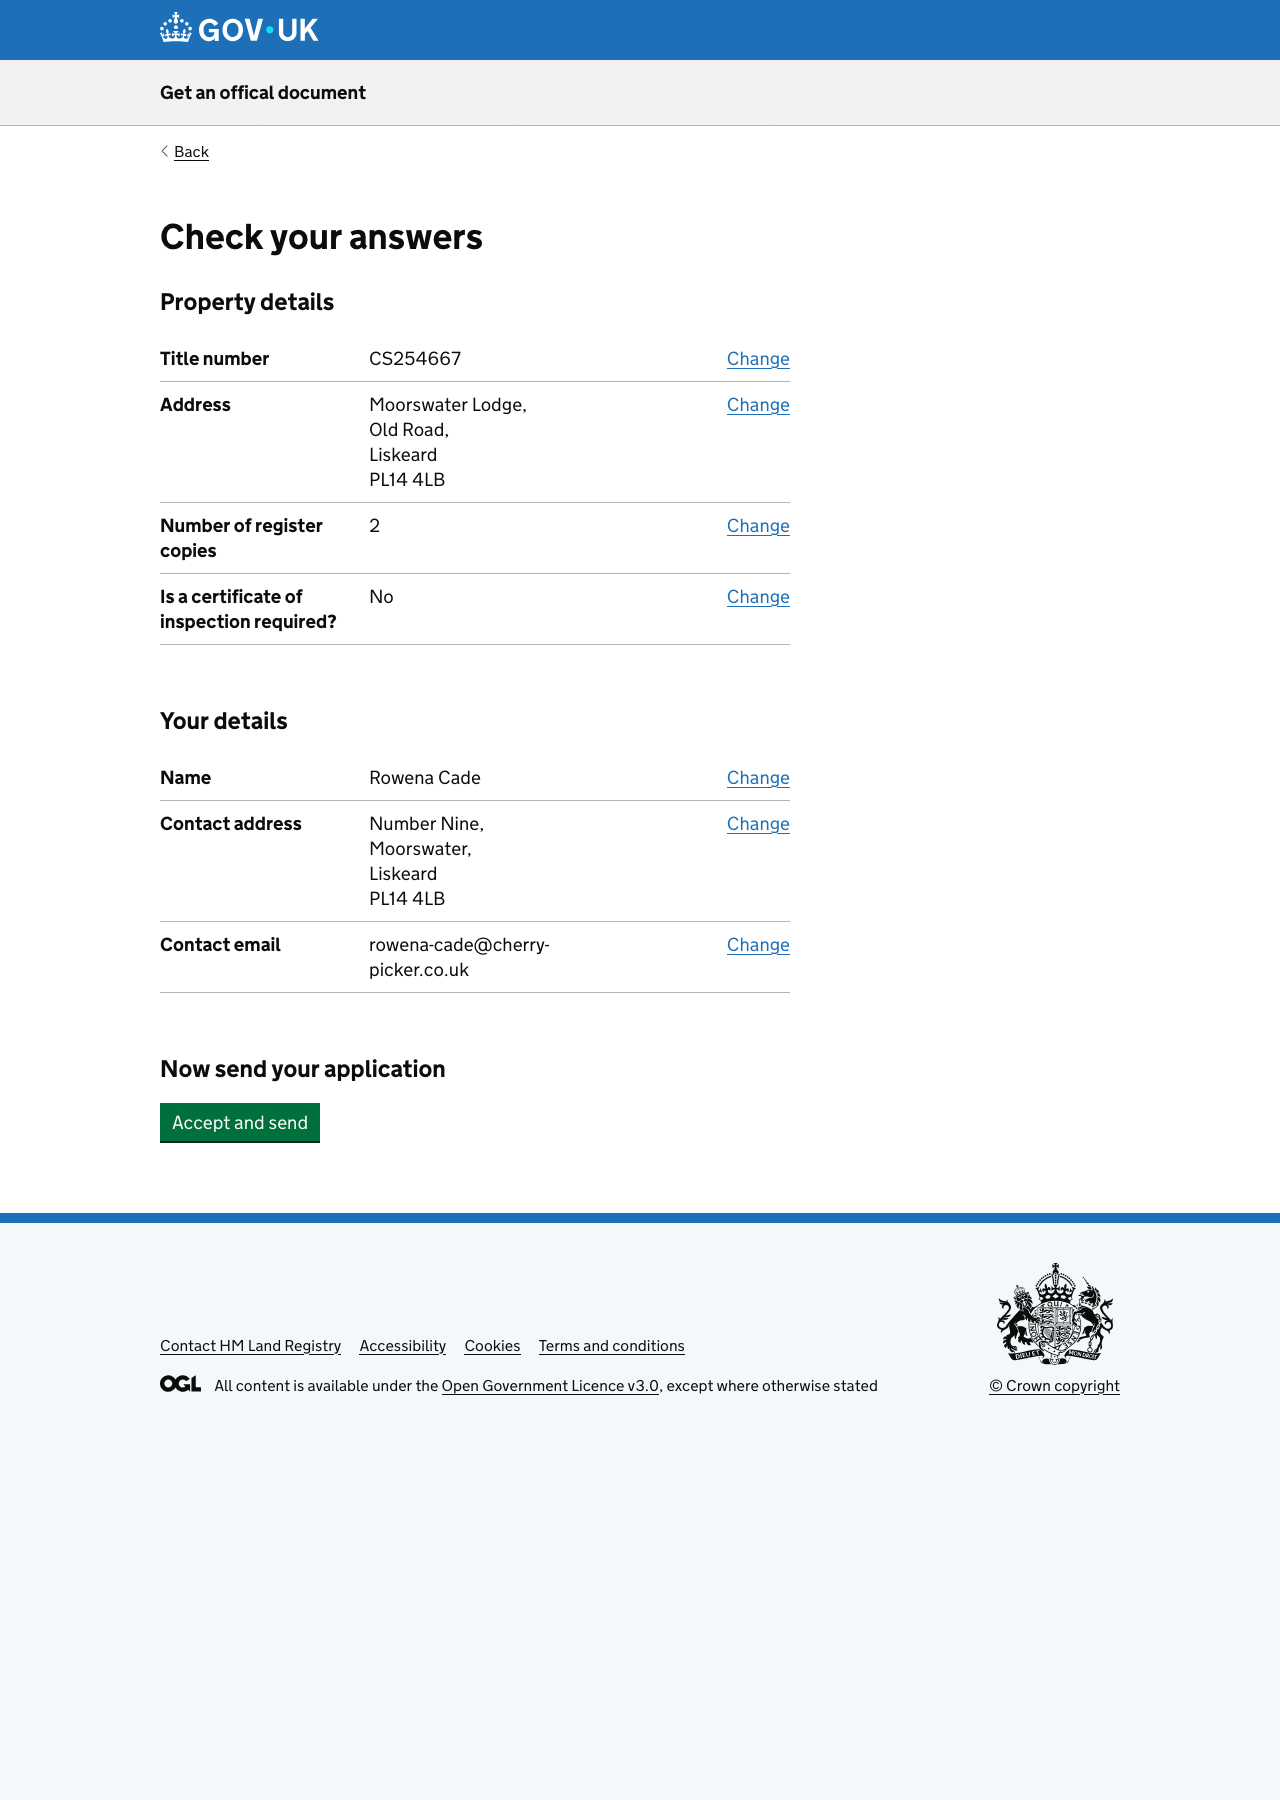 GOV·UK
Get an offical document
Back
Check your answers
Property details
Title number CS254667 Change
Address Moorswater Lodge, Change
Old Road,
Liskeard
PL14 4LB
Number of register 2 Change
copies
Is a certificate of No Change
inspection required?
Your details
Name Rowena Cade Change
Contact address Number Nine, Change
Moorswater,
Liskeard
PL14 4LB
Contact email rowena-cade@cherry- Change
picker.co.uk
Now send your application
Accept and send
Contact HM Land Registry Accessibility Cookies Terms and conditions
OGL All content is available under the Open Government Licence v3.0, except where otherwise stated © Crown copyright